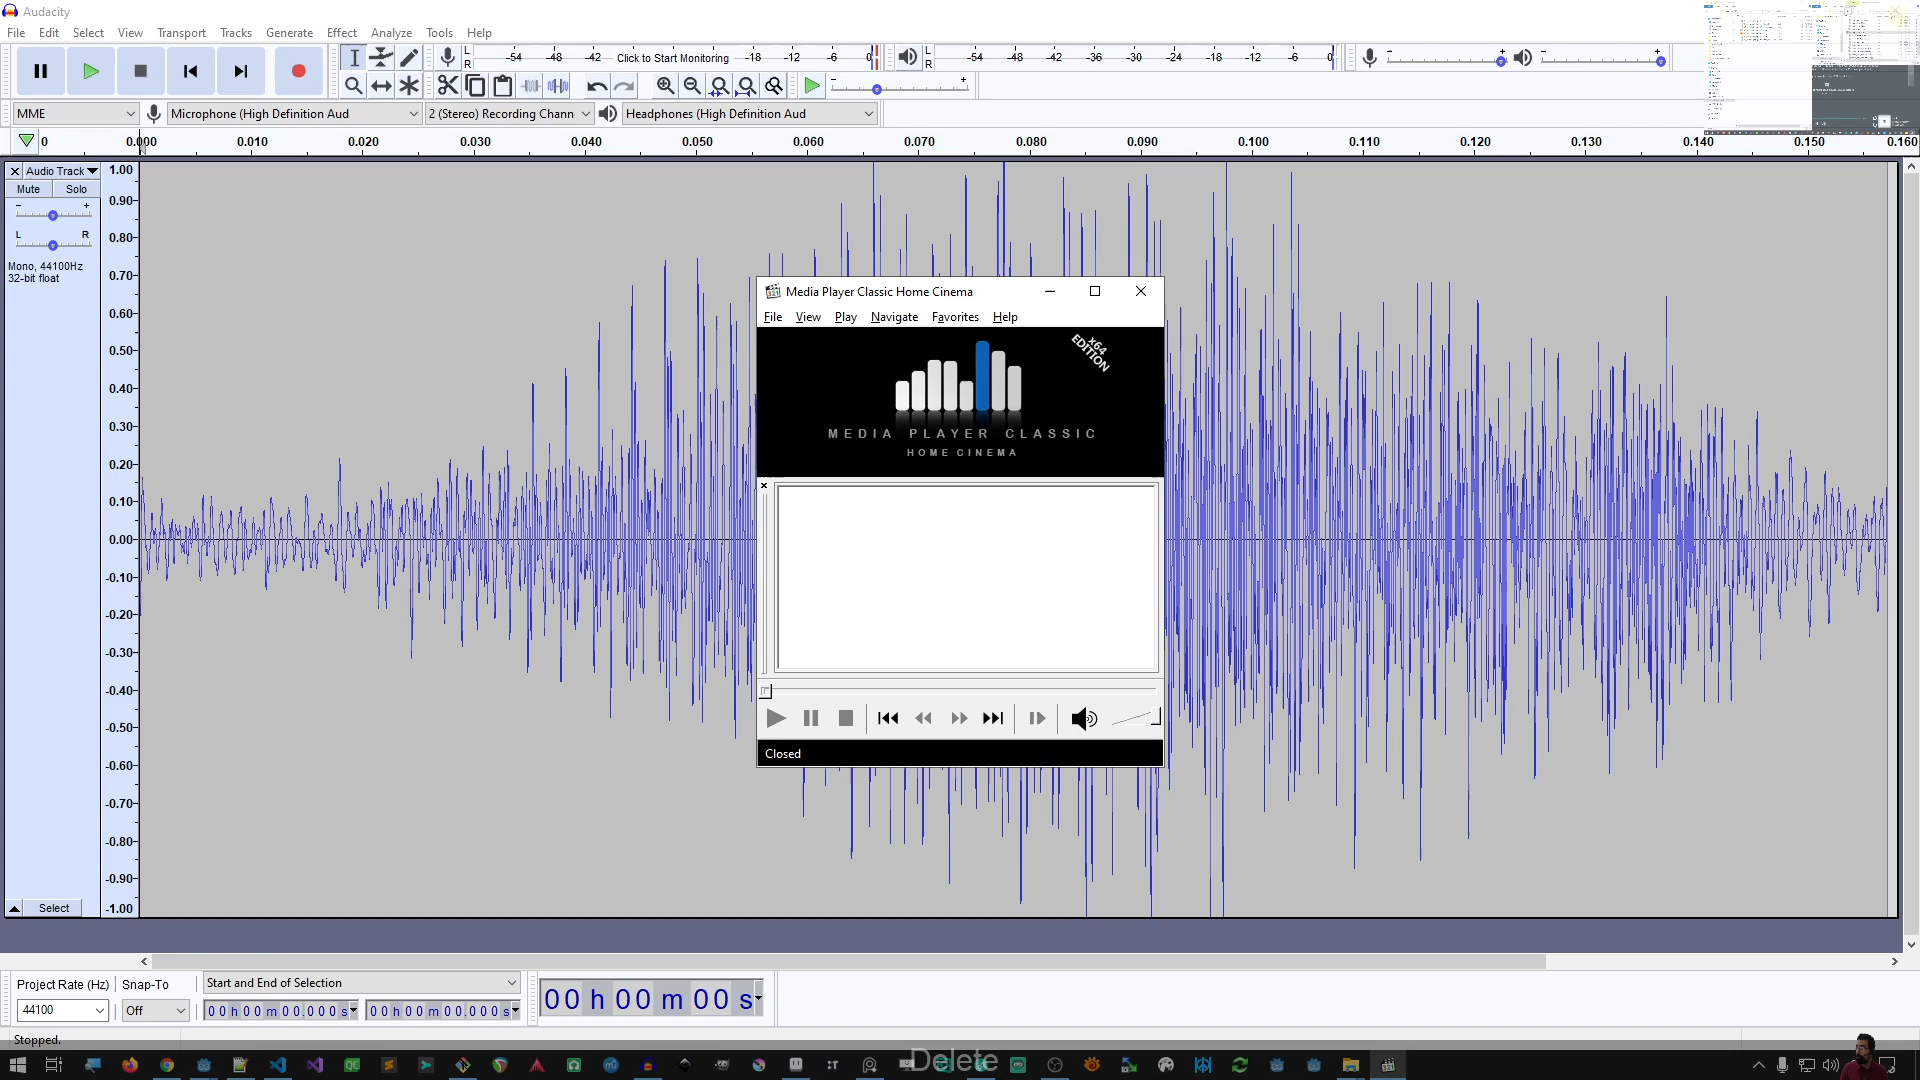 Audacity
File Edit Select View Transport Tracks Generate Effect Analyze Tools Help
L
R
-54 -48 -42 Click to Start Monitoring -18 -12 -6 0
L
R
-54 -48 -42 -36 -30 -24 -18 -12 -6 0
MME
Microphone (High Definition Aud
2 (Stereo) Recording Chann
Headphones (High Definition Aud
0 0.000 0.010 0.020 0.030 0.040 0.050 0.060 0.070 0.080 0.090 0.100 0.110 0.120 0.130 0.140 0.150 0.160
Audio Track
Mute Solo
- +
L R
Mono, 44100Hz
32-bit float
Select
1.00
0.90
0.80
0.70
0.60
0.50
0.40
0.30
0.20
0.10
0.00
-0.10
-0.20
-0.30
-0.40
-0.50
-0.60
-0.70
-0.80
-0.90
-1.00
Media Player Classic Home Cinema
File View Play Navigate Favorites Help
x64
EDITION
MEDIA PLAYER CLASSIC
HOME CINEMA
Closed
Project Rate (Hz) Snap-To
Start and End of Selection
44100 Off
00 h 00 m 00.000 s 00 h 00 m 00.000 s
00 h 00 m 00 s
Stopped.
Delete